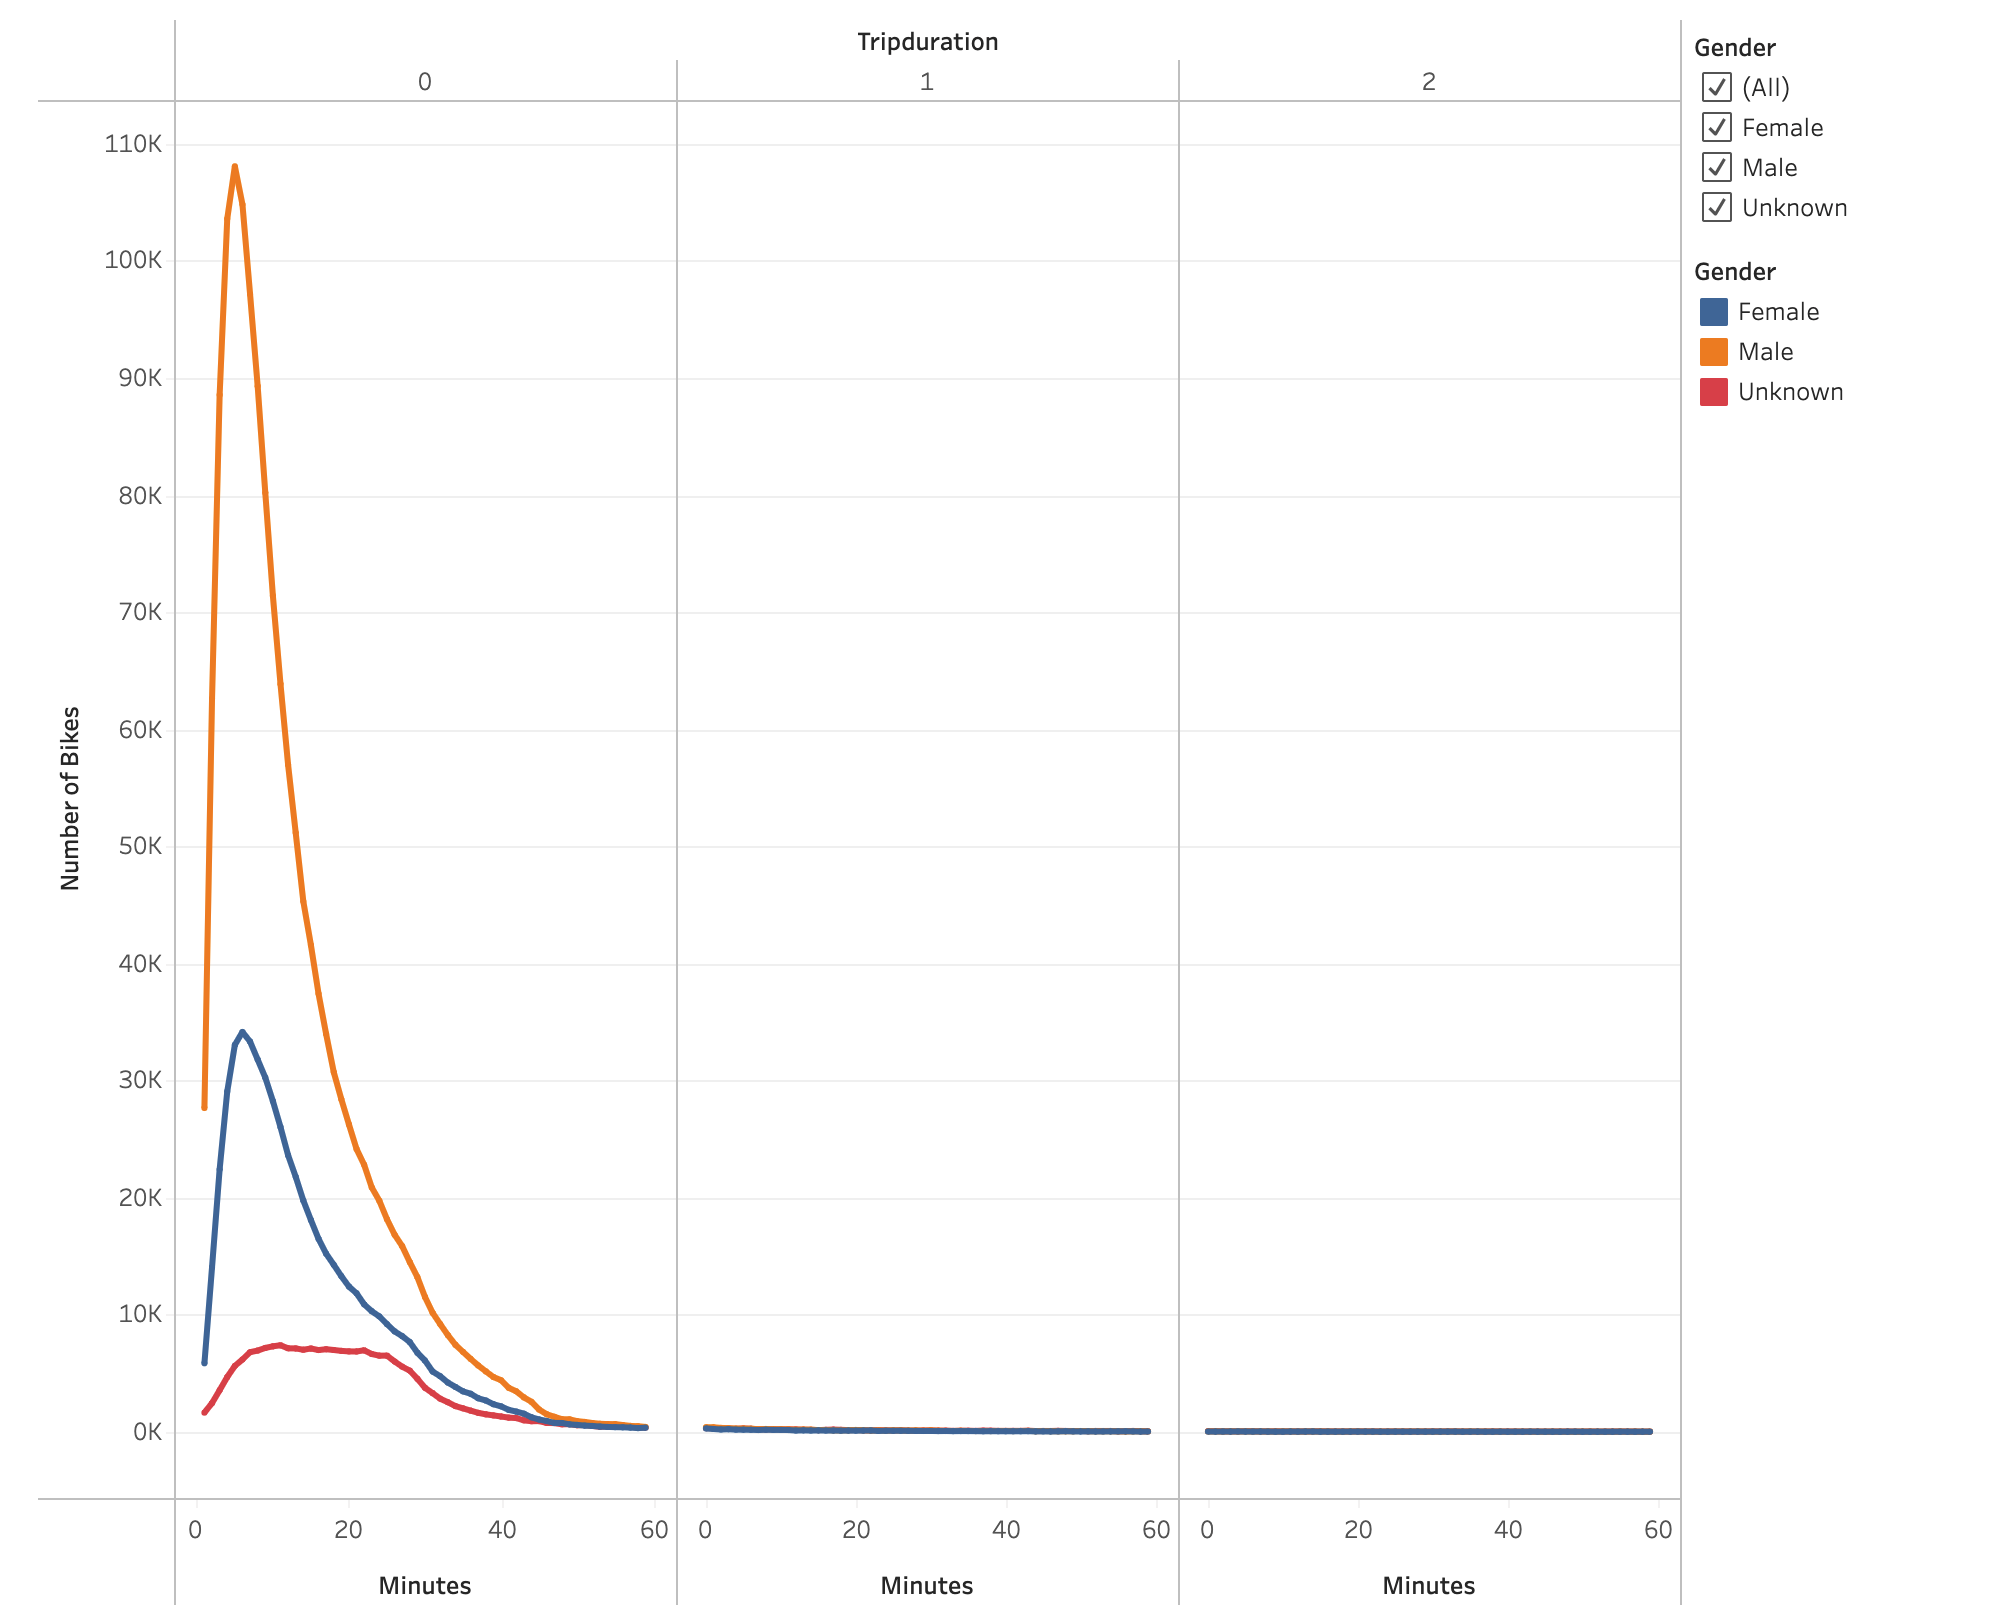 Tripduration
0 1 2
110K
100K
90K
80K
70K
60K
50K
40K
30K
20K
10K
0K
Number of Bikes
0 20 40 60 0 20 40 60 0 20 40 60
Minutes Minutes Minutes
Gender
(All)
Female
Male
Unknown
Gender
Female
Male
Unknown